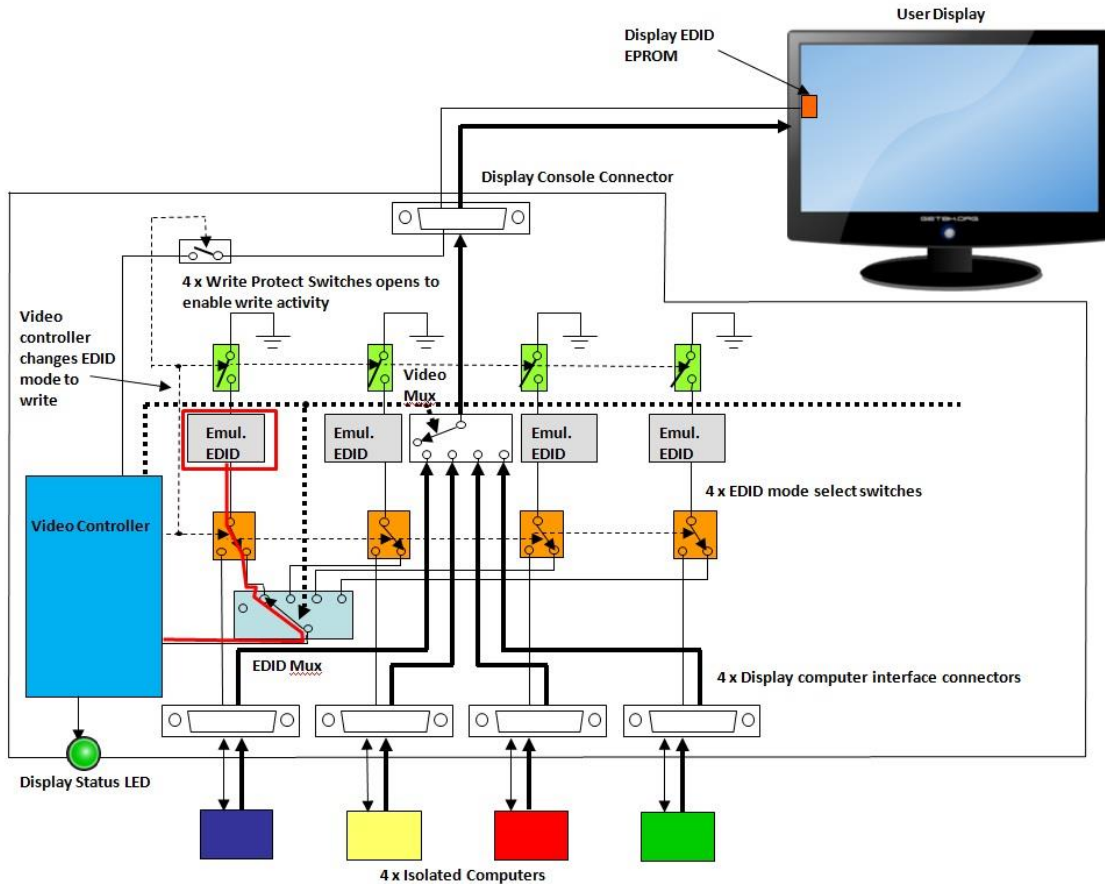 User Display
Display EDID
EPROM
GETSH.ORG
Display Console Connector
4 x Write Protect Switches opens to
enable write activity
Video
controller
changes EDID
mode to
write
Video
Mux
Emul.
EDID
Emul.
EDID
Emul.
EDID
Emul.
EDID
4 x EDID mode select switches
Video Controller
EDID Mux
4 x Display computer interface connectors
Display Status LED
4 x Isolated Computers